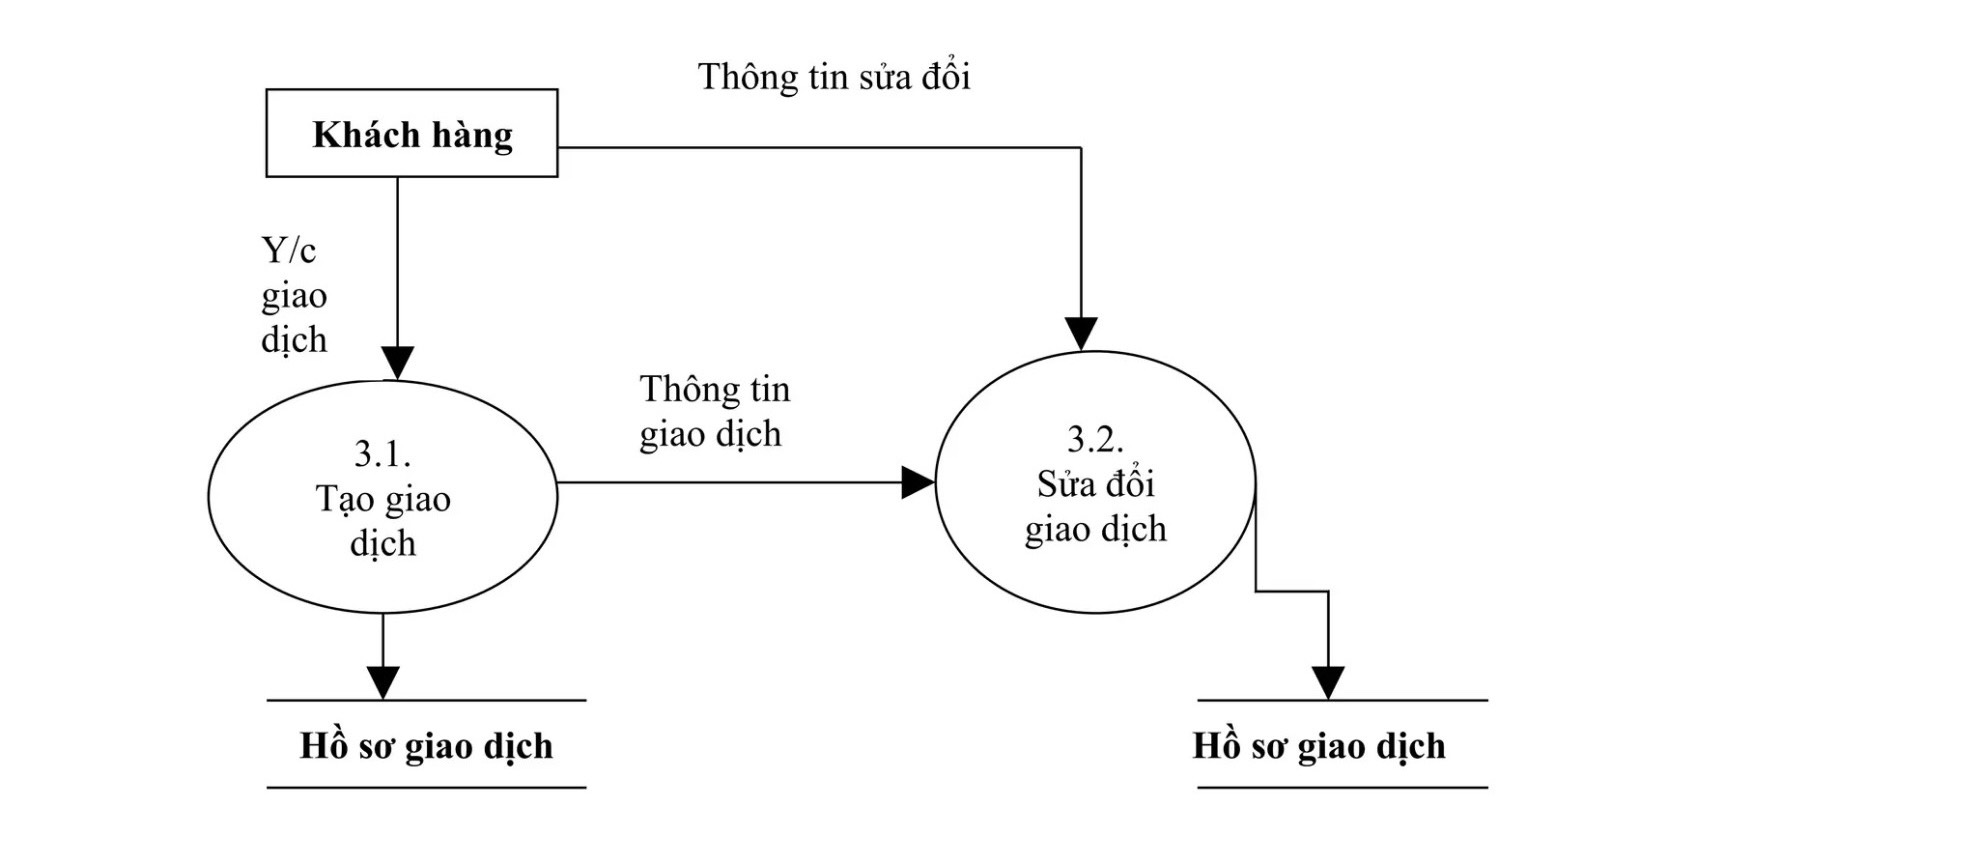 Thông tin sửa đổi
Khách hàng
Y/c
giao
dịch
Thông tin
giao dịch
3.1.
Tạo giao
dịch
3.2.
Sửa đổi
giao dịch
Hồ sơ giao dịch
Hồ sơ giao dịch